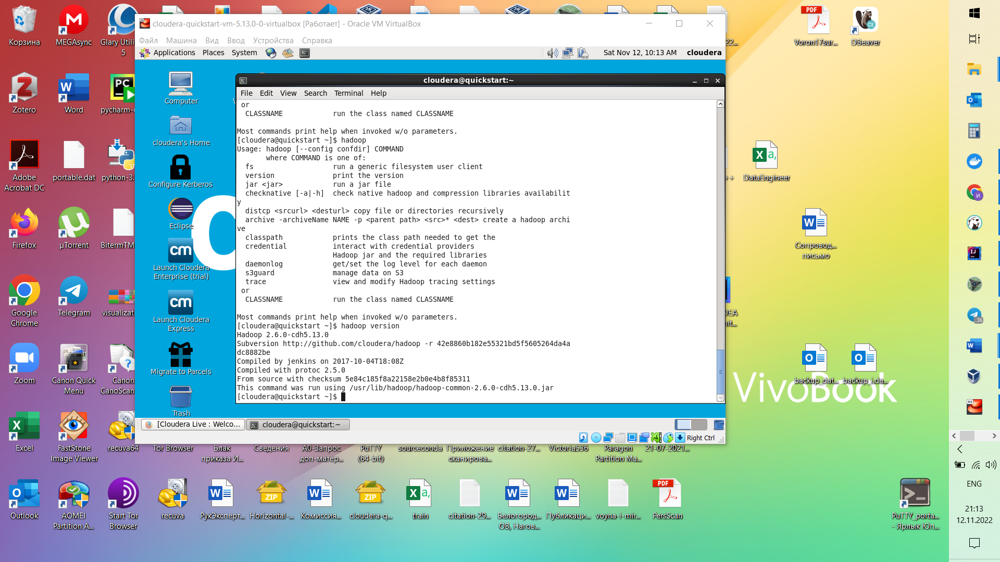 cloudera-quickstart-vm-5.13.0-0-virtualbox [Работает] - Oracle VM VirtualBox
Файл Машина Вид Ввод Устройства Справка
Applications Places System
Sat Nov 12, 10:13 AM cloudera
Computer
cloudera's Home
Configure Kerberos
Eclipse
Launch Cloudera
Enterprise (trial)
Launch Cloudera
Express
Migrate to Parcels
Trash
cloudera@quickstart:~
File Edit View Search Terminal Help
or
CLASSNAME run the class named CLASSNAME
Most commands print help when invoked w/o parameters.
[cloudera@quickstart ~]$ hadoop
Usage: hadoop [--config confdir] COMMAND
where COMMAND is one of:
fs run a generic filesystem user client
version print the version
jar <jar> run a jar file
checknative [-a|-h] check native hadoop and compression libraries availabilit
y
distcp <srcurl> <desturl> copy file or directories recursively
archive -archiveName NAME -p <parent path> <src>* <dest> create a hadoop archi
ve
classpath prints the class path needed to get the
credential interact with credential providers
Hadoop jar and the required libraries
daemonlog get/set the log level for each daemon
s3guard manage data on S3
trace view and modify Hadoop tracing settings
or
CLASSNAME run the class named CLASSNAME
Most commands print help when invoked w/o parameters.
[cloudera@quickstart ~]$ hadoop version
Hadoop 2.6.0-cdh5.13.0
Subversion http://github.com/cloudera/hadoop -r 42e8860b182e55321bd5f5605264da4a
dc8882be
Compiled by jenkins on 2017-10-04T18:08Z
Compiled with protoc 2.5.0
From source with checksum 5e84c185f8a22158e2b0e4b8f85311
This command was run using /usr/lib/hadoop/hadoop-common-2.6.0-cdh5.13.0.jar
[cloudera@quickstart ~]$
[Cloudera Live : Welco...
cloudera@quickstart:~
Right Ctrl
Корзина
MEGAsync
Glary Utili
5
Zotero
Word
pycharm-
Adobe
Acrobat DC
portable.dat
python-3.
Firefox
µTorrent
BitermTM
Google
Chrome
Telegram
visualizat
Zoom
Canon Quick
Menu
Canon
CanoScan
Excel
FastStone
Image Viewer
recuva64
Tor Browser
Блак
приказа И...
Сведения
А0-Запрос
доп-матер...
PuTTY
(64-bit)
sourceconda
Приложение
сканирова...
citation-27...
Victoria536
Paragon
Partition Ma...
21-07-2021...
Outlook
AOMEI
Partition A...
Start Tor
Browser
recuva
РукЭксперт...
Horizontal-...
Комиссия...
cloudera-q...
train
citation-29...
Белогород...
ОВ, Нагов...
Публикаци...
voyna-i-mir...
PersScan
Voron17sur...
DBeaver
DataEngineer
Сопровод...
письмо
backup_dat...
backup_i.da...
VivoBook
PuTTY_porta...
- Ярлык Юп...
ENG
21:13
12.11.2022